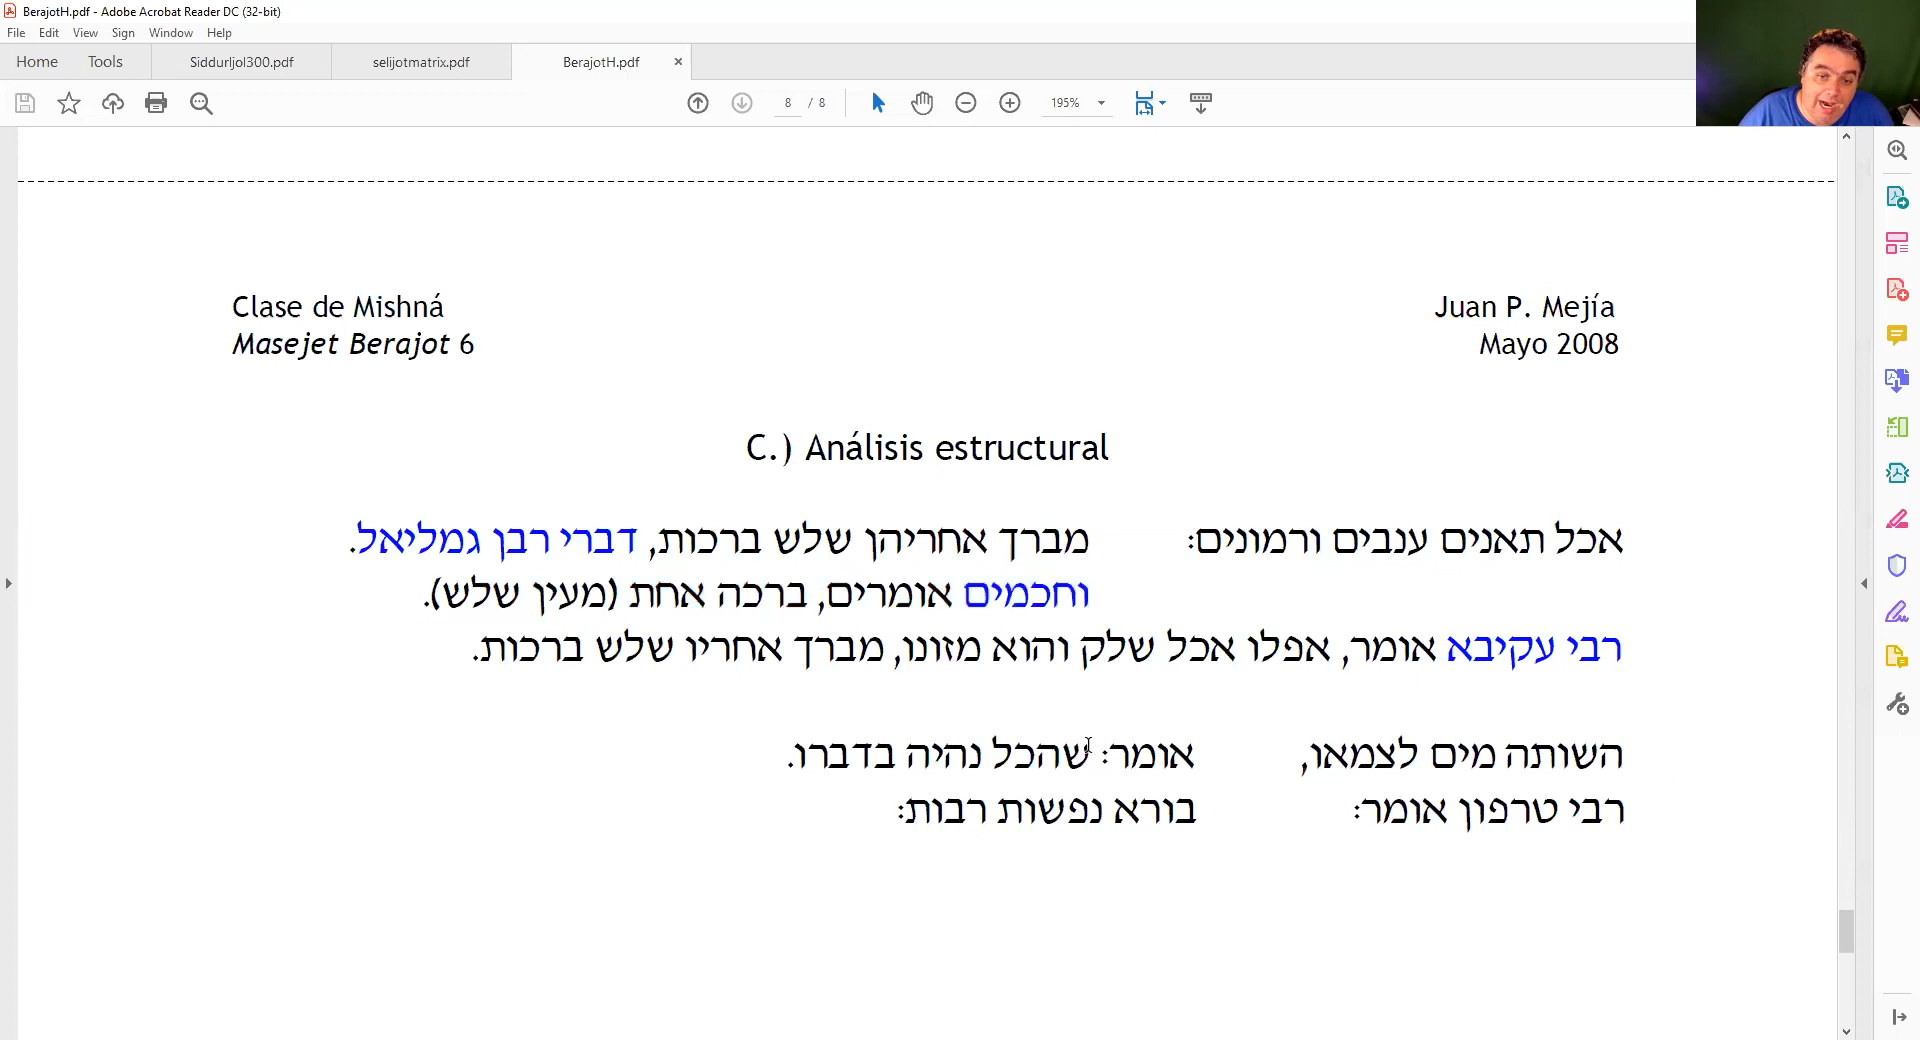 BerajotH.pdf - Adobe Acrobat Reader DC (32-bit)
File Edit View Sign Window Help
Home Tools SiddurIjol300.pdf selijotmatrix.pdf BerajotH.pdf
8 / 8 195%
Clase de Mishná Juan P. Mejía
Masejet Berajot 6 Mayo 2008
C.) Análisis estructural
אכל תאנים ענבים ורמונים: מברך אחריהן שלש ברכות, דברי רבן גמליאל.
וחכמים אומרים, ברכה אחת (מעין שלש).
רבי עקיבא אומר, אפלו אכל שלק והוא מזונו, מברך אחריו שלש ברכות.
השותה מים לצמאו, אומר: שהכל נהיה בדברו.
רבי טרפון אומר: בורא נפשות רבות: